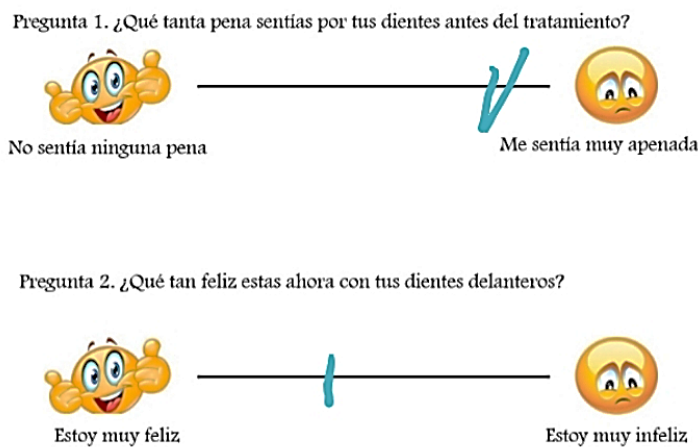 Pregunta 1. ¿Qué tanta pena sentías por tus dientes antes del tratamiento?
No sentía ninguna pena
Me sentía muy apenada
Pregunta 2. ¿Qué tan feliz estas ahora con tus dientes delanteros?
Estoy muy feliz
Estoy muy infeliz